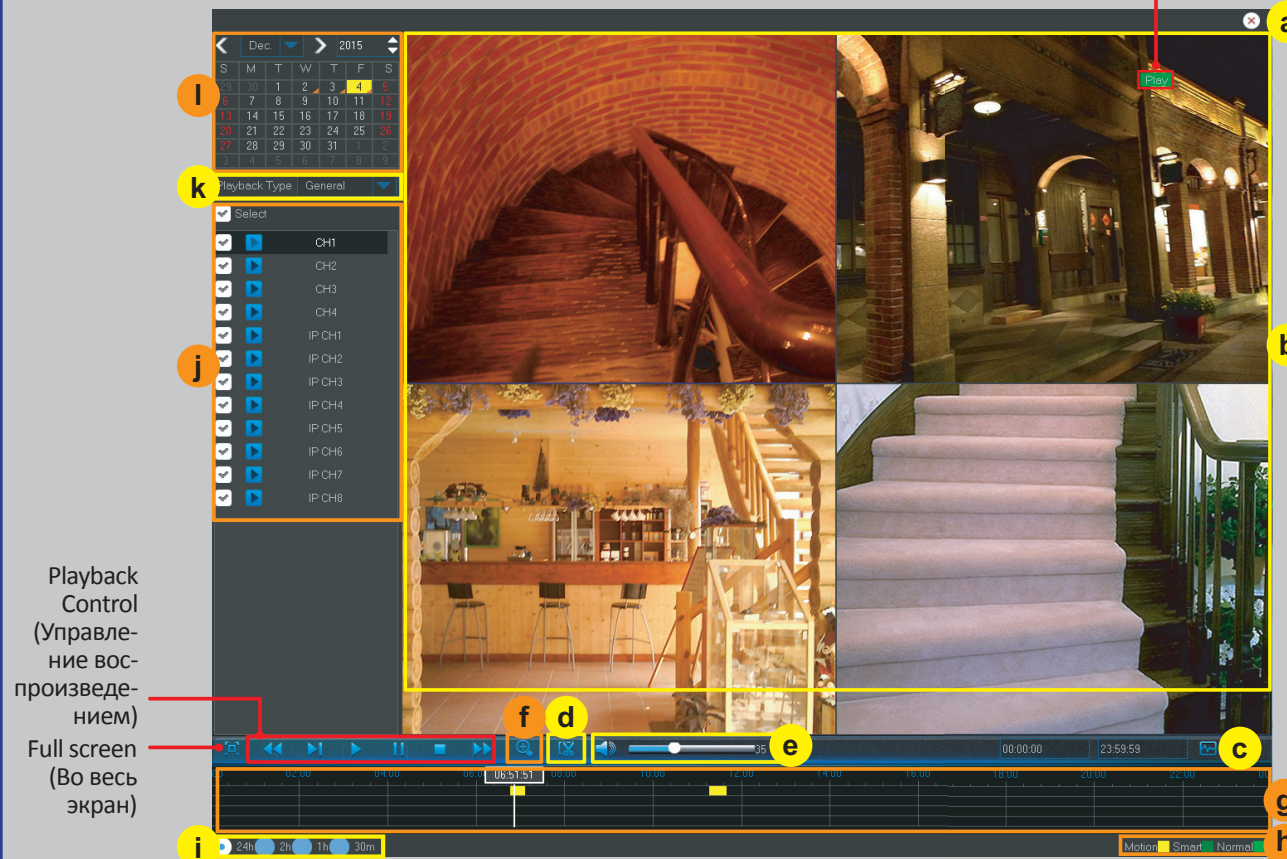 a
Dec. 2015
S M T W T F S
29 30 1 2 3 4 5
6 7 8 9 10 11 12
13 14 15 16 17 18 19
20 21 22 23 24 25 26
27 28 29 30 31 1 2
3 4 5 6 7 8 9
l
Play
k
Playback Type General
Select
CH1
CH2
CH3
CH4
IP CH1
IP CH2
IP CH3
IP CH4
IP CH5
IP CH6
IP CH7
IP CH8
j
b
Playback
Control
(Управле-
ние вос-
произведе-
нием)
Full screen
(Во весь
экран)
f d
e
35
00:00:00 23:59:59
c
02:00 04:00 06:00 06:51:51 08:00 10:00 12:00 14:00 16:00 18:00 20:00 22:00
g
i
24h 2h 1h 30m
Motion Smart Normal
h